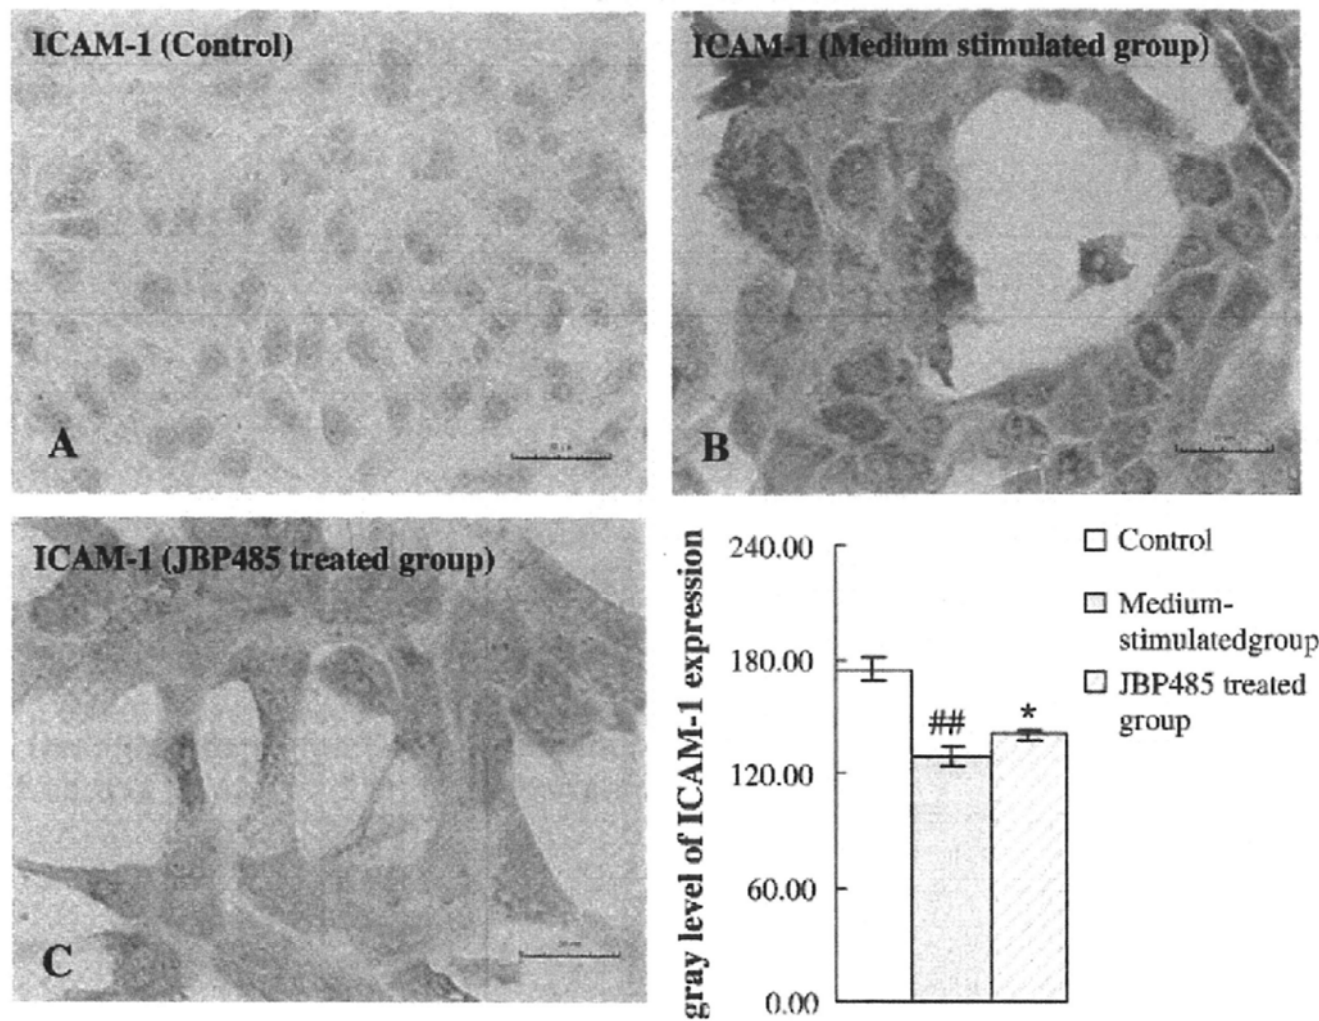 ICAM-1 (Control)
A
ICAM-1 (Medium stimulated group)
B
ICAM-1 (JBP485 treated group)
C
gray level of ICAM-1 expression
240.00
180.00
120.00
60.00
0.00
##
*
Control
Medium-
stimulatedgroup
JBP485 treated
group